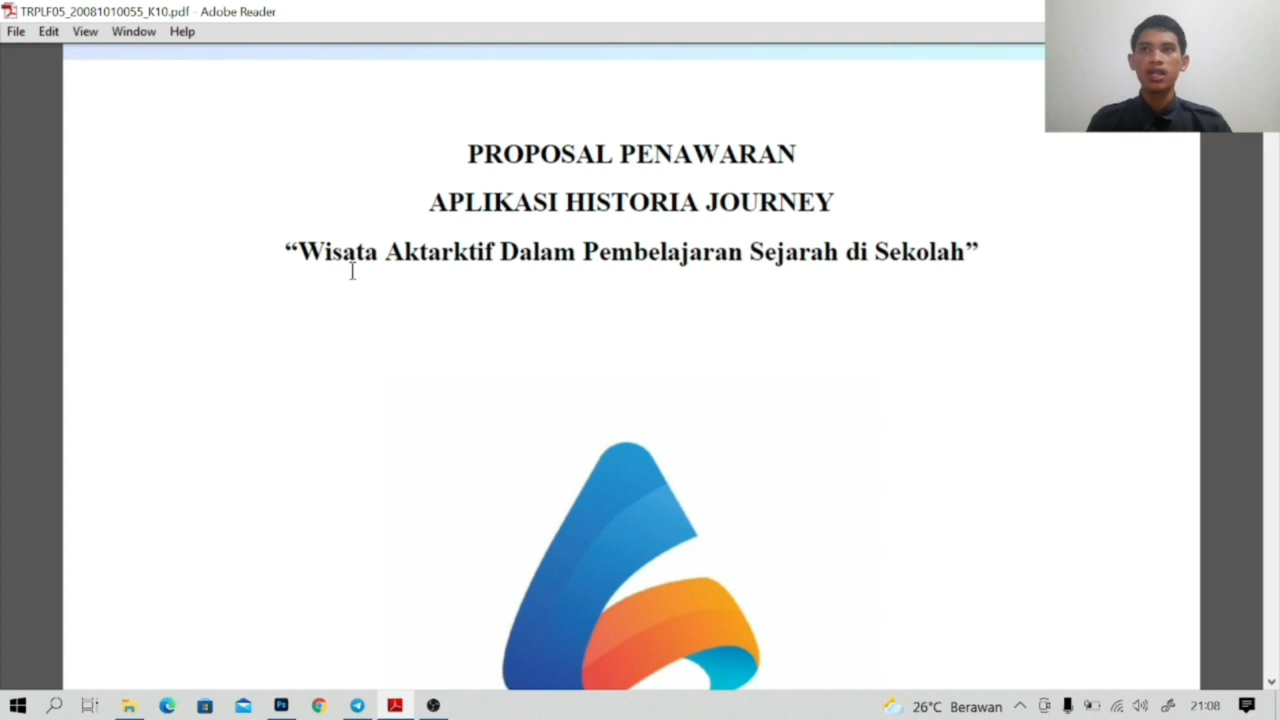 TRPLF05_20081010055_K10.pdf - Adobe Reader
File Edit View Window Help
PROPOSAL PENAWARAN
APLIKASI HISTORIA JOURNEY
“Wisata Aktarktif Dalam Pembelajaran Sejarah di Sekolah”
Ps
26°C Berawan
21:08